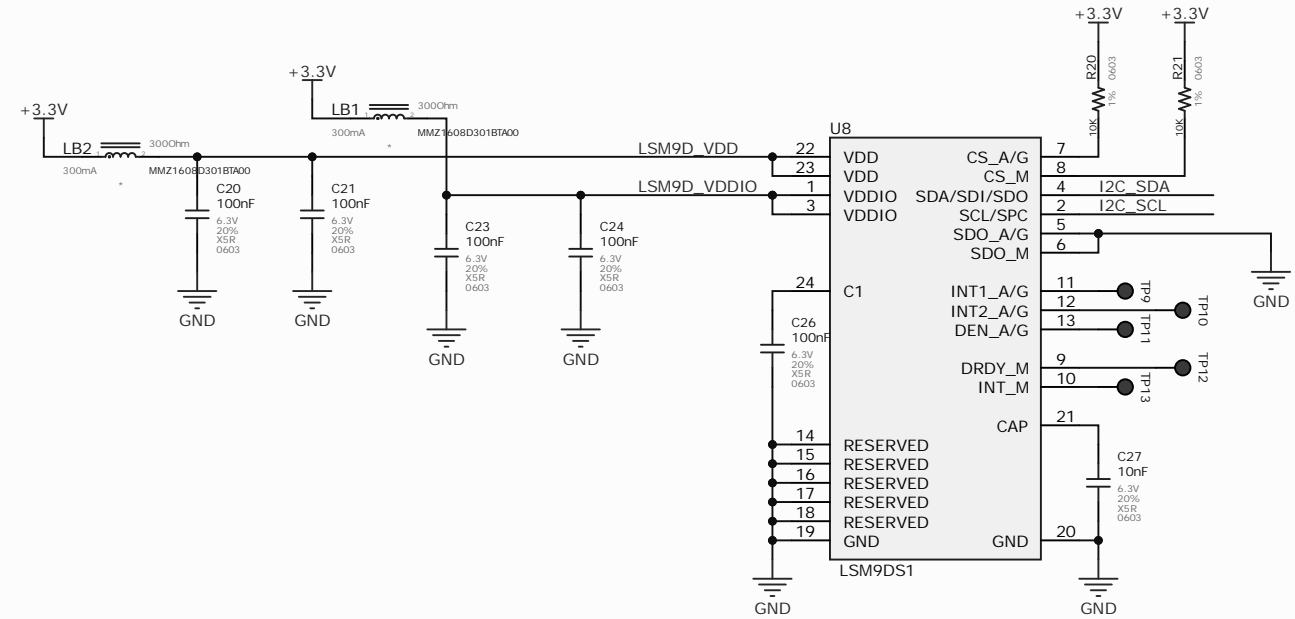 +3.3V
LB2
300Ohm
1
2
300mA
MMZ1608D301BTA00
*
+3.3V
LB1
300Ohm
1
2
300mA
MMZ1608D301BTA00
*
C20
100nF
6.3V
20%
X5R
0603
GND
C21
100nF
6.3V
20%
X5R
0603
GND
C23
100nF
6.3V
20%
X5R
0603
GND
C24
100nF
6.3V
20%
X5R
0603
GND
LSM9D_VDD
LSM9D_VDDIO
+3.3V
R20
0603
1%
10K
+3.3V
R21
0603
1%
10K
U8
22 VDD
23 VDD
1 VDDIO
3 VDDIO
24 C1
C26
100nF
6.3V
20%
X5R
0603
14 RESERVED
15 RESERVED
16 RESERVED
17 RESERVED
18 RESERVED
19 GND
GND
CS_A/G 7
CS_M 8
SDA/SDI/SDO 4 I2C_SDA
SCL/SPC 2 I2C_SCL
SDO_A/G 5
SDO_M 6
GND
INT1_A/G 11 TP9
INT2_A/G 12 TP10
DEN_A/G 13 TP11
DRDY_M 9 TP12
INT_M 10 TP13
CAP 21
C27
10nF
6.3V
20%
X5R
0603
GND 20
GND
LSM9DS1